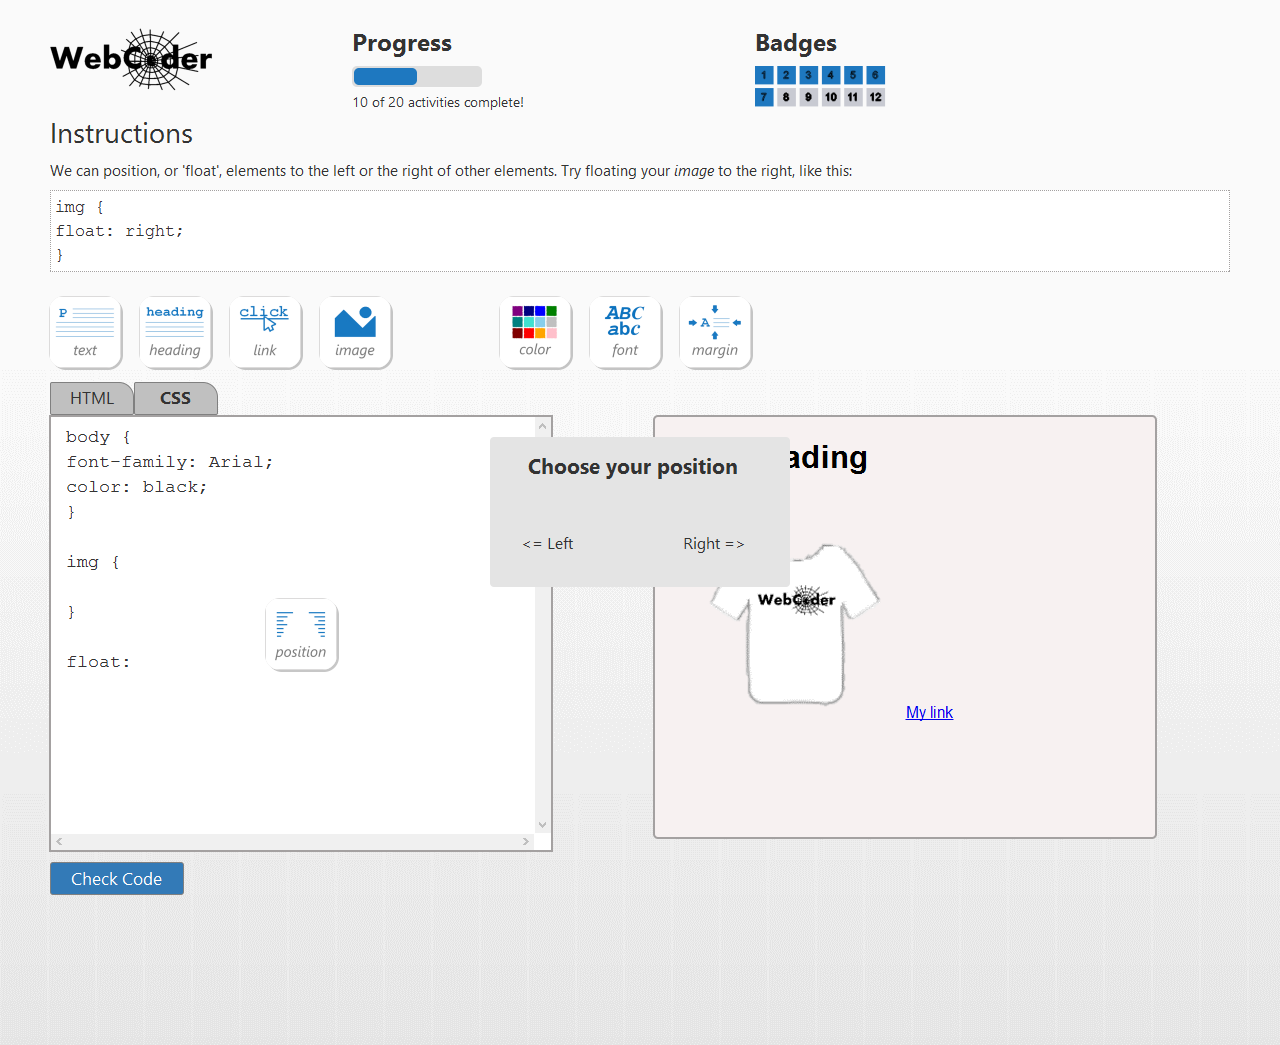 WebCoder
Progress
10 of 20 activities complete!
Badges
1 2 3 4 5 6
7 8 9 10 11 12
Instructions
We can position, or 'float', elements to the left or the right of other elements. Try floating your image to the right, like this:
img {
float: right;
}
P
text
heading
heading
click
link
image
color
ABC
abc
font
A
margin
HTML
CSS
body {
font-family: Arial;
color: black;
}
img {
}
float:
position
Choose your position
<= Left
Right =>
ading
WebCoder
My link
Check Code